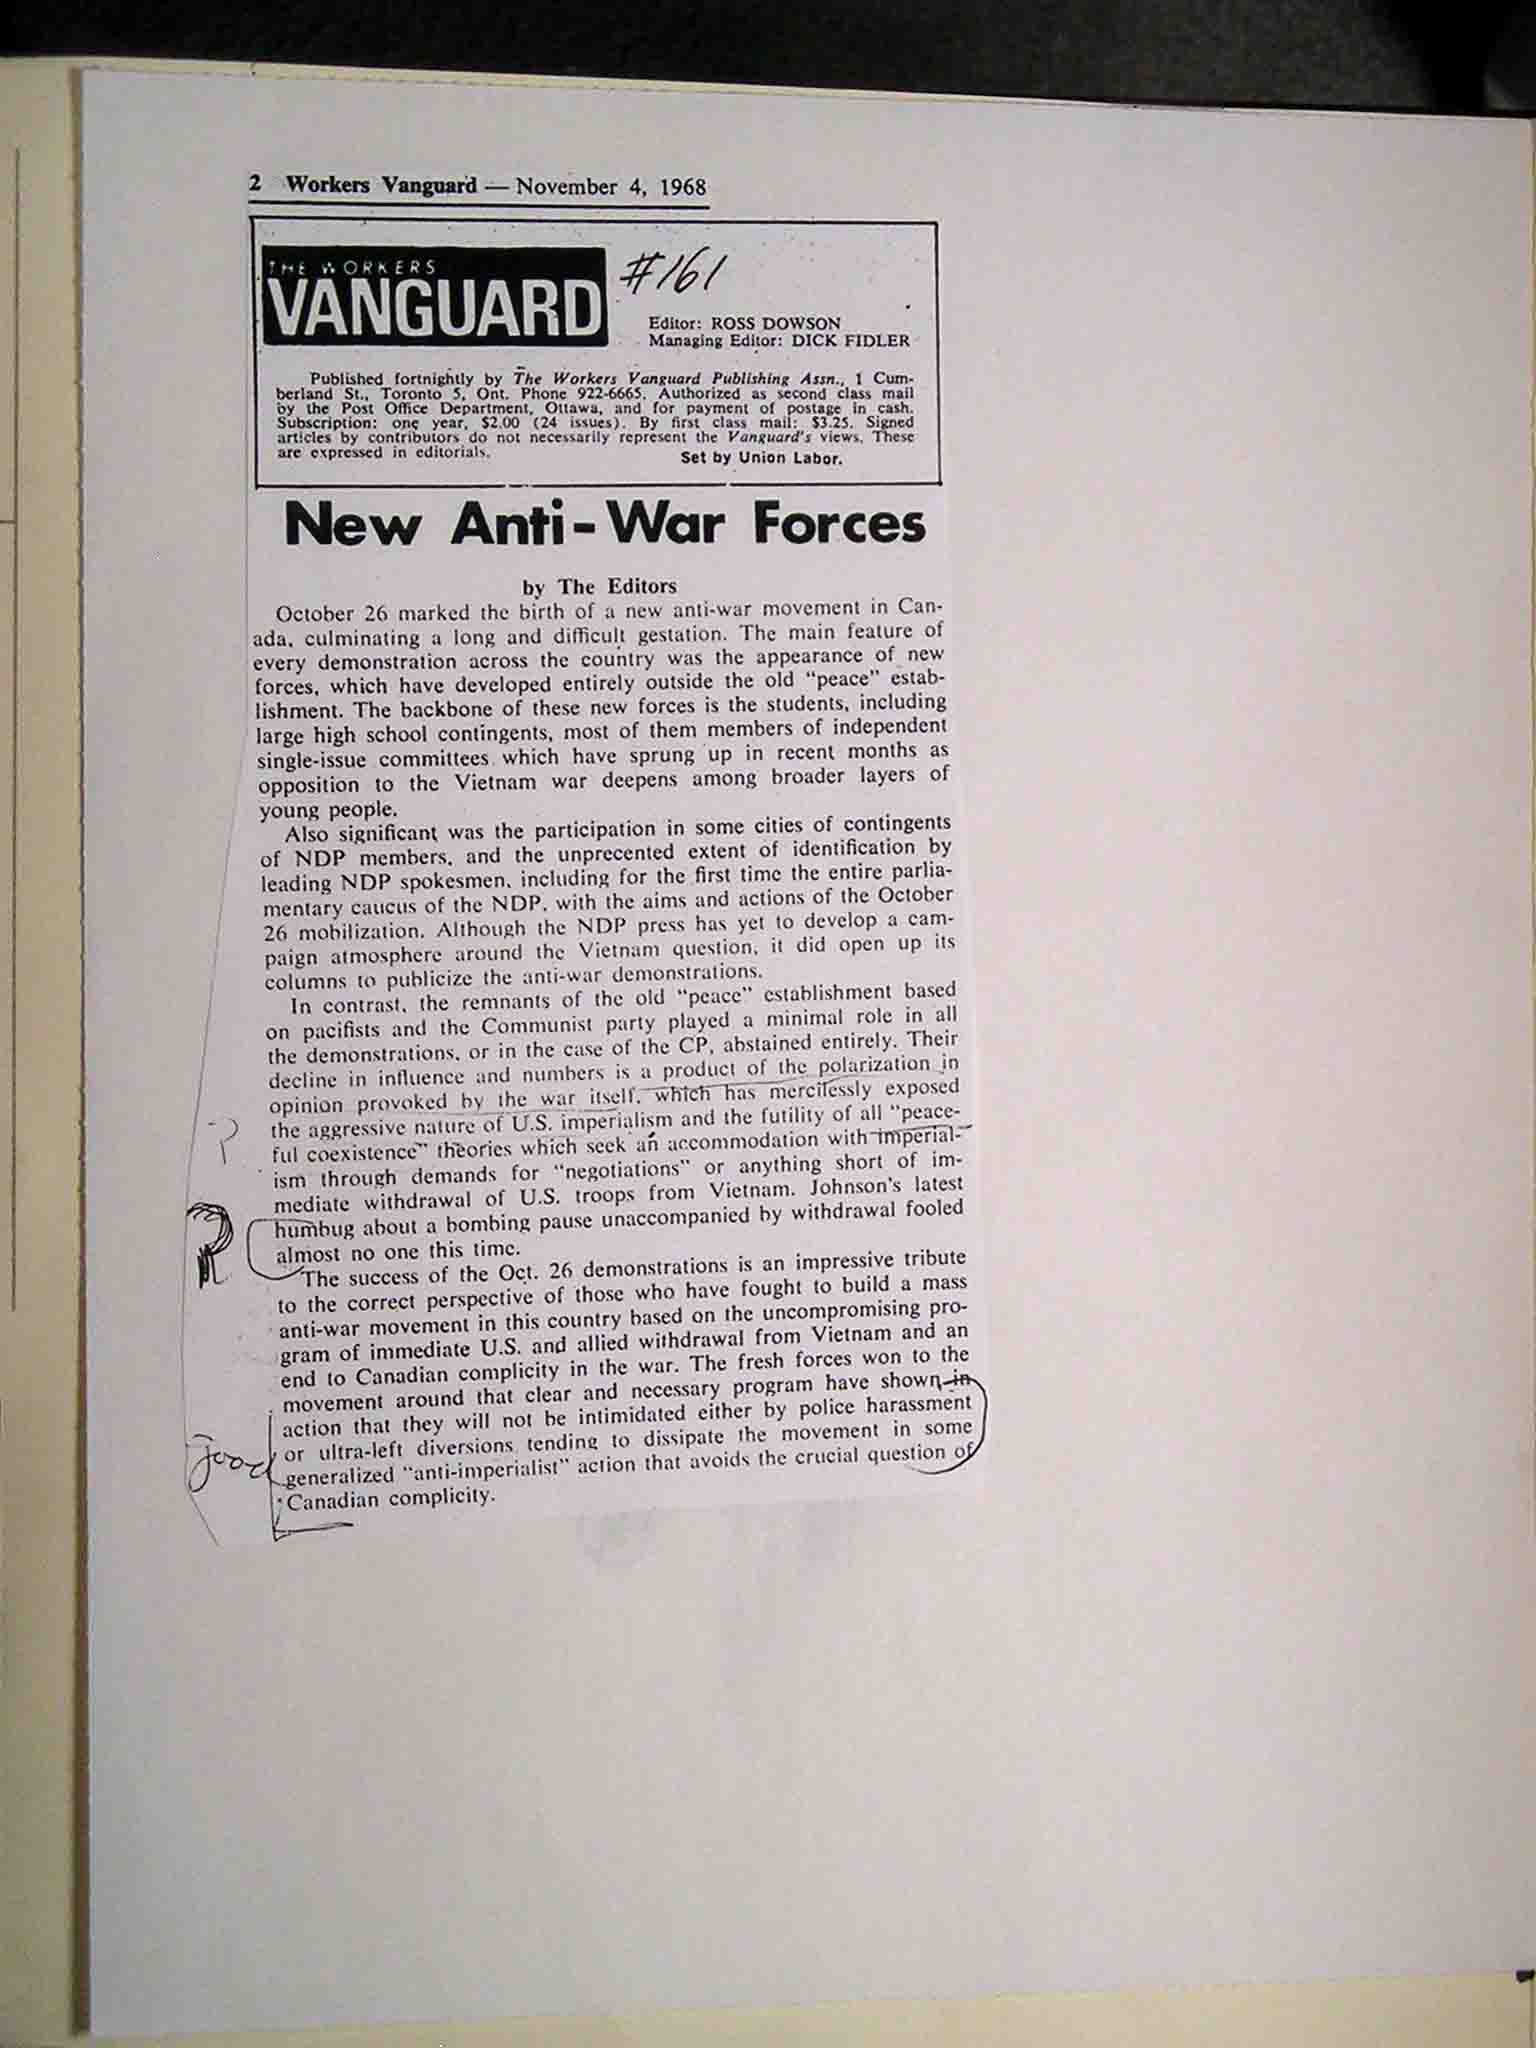 2 Workers Vanguard — November 4, 1968
THE WORKERS
VANGUARD
#161
Editor: ROSS DOWSON
Managing Editor: DICK FIDLER
Published fortnightly by The Workers Vanguard Publishing Assn., 1 Cum-
berland St., Toronto 5, Ont. Phone 922-6665. Authorized as second class mail
by the Post Office Department, Ottawa, and for payment of postage in cash.
Subscription: one year, $2.00 (24 issues). By first class mail: $3.25. Signed
articles by contributors do not necessarily represent the Vanguard's views. These
are expressed in editorials.
Set by Union Labor.
New Anti-War Forces
by The Editors
October 26 marked the birth of a new anti-war movement in Can-
ada, culminating a long and difficult gestation. The main feature of
every demonstration across the country was the appearance of new
forces, which have developed entirely outside the old "peace" estab-
lishment. The backbone of these new forces is the students, including
large high school contingents, most of them members of independent
single-issue committees which have sprung up in recent months as
opposition to the Vietnam war deepens among broader layers of
young people.
Also significant was the participation in some cities of contingents
of NDP members, and the unprecented extent of identification by
leading NDP spokesmen, including for the first time the entire parlia-
mentary caucus of the NDP, with the aims and actions of the October
26 mobilization. Although the NDP press has yet to develop a cam-
paign atmosphere around the Vietnam question, it did open up its
columns to publicize the anti-war demonstrations.
In contrast, the remnants of the old "peace" establishment based
on pacifists and the Communist party played a minimal role in all
the demonstrations, or in the case of the CP, abstained entirely. Their
decline in influence and numbers is a product of the polarization in
opinion provoked by the war itself, which has mercilessly exposed
the aggressive nature of U.S. imperialism and the futility of all "peace-
?
ful coexistence" theories which seek an accommodation with imperial-
ism through demands for "negotiations" or anything short of im-
mediate withdrawal of U.S. troops from Vietnam. Johnson's latest
?
humbug about a bombing pause unaccompanied by withdrawal fooled
almost no one this time.
The success of the Oct. 26 demonstrations is an impressive tribute
to the correct perspective of those who have fought to build a mass
anti-war movement in this country based on the uncompromising pro-
gram of immediate U.S. and allied withdrawal from Vietnam and an
end to Canadian complicity in the war. The fresh forces won to the
movement around that clear and necessary program have shown in
action that they will not be intimidated either by police harassment
good
or ultra-left diversions tending to dissipate the movement in some
generalized "anti-imperialist" action that avoids the crucial question of
Canadian complicity.